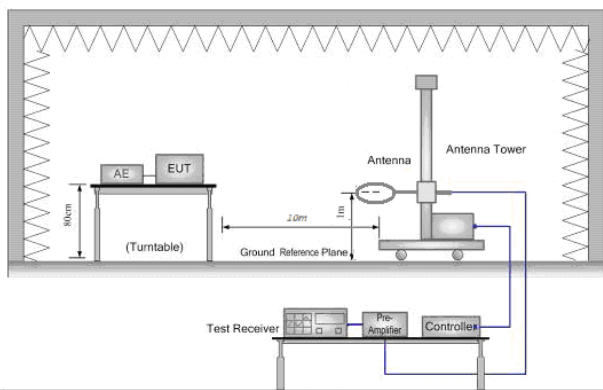 Antenna Tower
Antenna
EUT
AE
80cm
(Turntable)
10m
1m
Ground Reference Plane
Test Receiver
Pre-
Amplifier
Controller